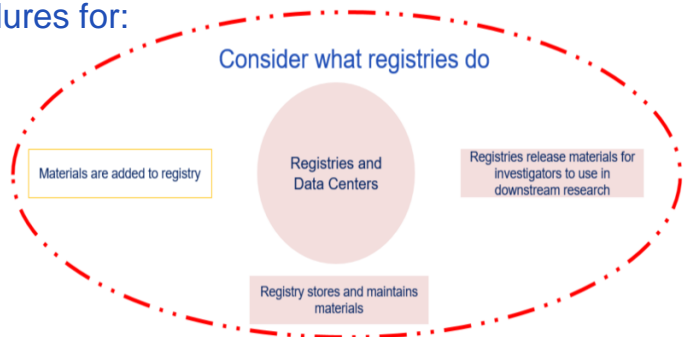 lures for:
Consider what registries do
Materials are added to registry
Registries and
Data Centers
Registries release materials for
investigators to use in
downstream research
Registry stores and maintains
materials